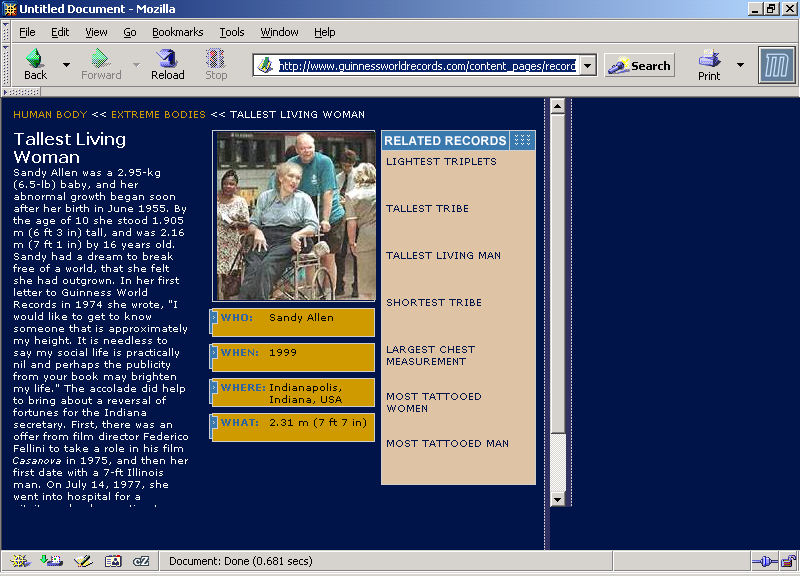 Untitled Document - Mozilla
File Edit View Go Bookmarks Tools Window Help
Back Forward Reload Stop http://www.guinnessworldrecords.com/content_pages/record Search Print
HUMAN BODY << EXTREME BODIES << TALLEST LIVING WOMAN
Tallest Living
Woman
Sandy Allen was a 2.95-kg
(6.5-lb) baby, and her
abnormal growth began soon
after her birth in June 1955. By
the age of 10 she stood 1.905
m (6 ft 3 in) tall, and was 2.16
m (7 ft 1 in) by 16 years old.
Sandy had a dream to break
free of a world, that she felt
she had outgrown. In her first
letter to Guinness World
Records in 1974 she wrote, "I
would like to get to know
someone that is approximately
my height. It is needless to
say my social life is practically
nil and perhaps the publicity
from your book may brighten
my life." The accolade did help
to bring about a reversal of
fortunes for the Indiana
secretary. First, there was an
offer from film director Federico
Fellini to take a role in his film
Casanova in 1975, and then her
first date with a 7-ft Illinois
man. On July 14, 1977, she
went into hospital for a
WHO: Sandy Allen
WHEN: 1999
WHERE: Indianapolis,
Indiana, USA
WHAT: 2.31 m (7 ft 7 in)
RELATED RECORDS
LIGHTEST TRIPLETS
TALLEST TRIBE
TALLEST LIVING MAN
SHORTEST TRIBE
LARGEST CHEST
MEASUREMENT
MOST TATTOOED
WOMEN
MOST TATTOOED MAN
Document: Done (0.681 secs)